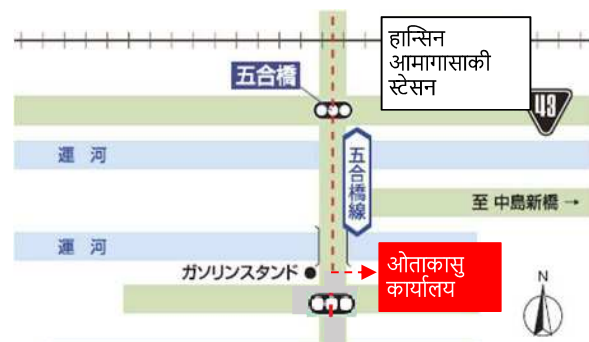 हान्सिन
आमागासाकी
स्टेसन
五合橋
43
運 河
五合橋線
至 中島新橋 →
運 河
ガソリンスタンド ●
ओताकासु
कार्यालय
N